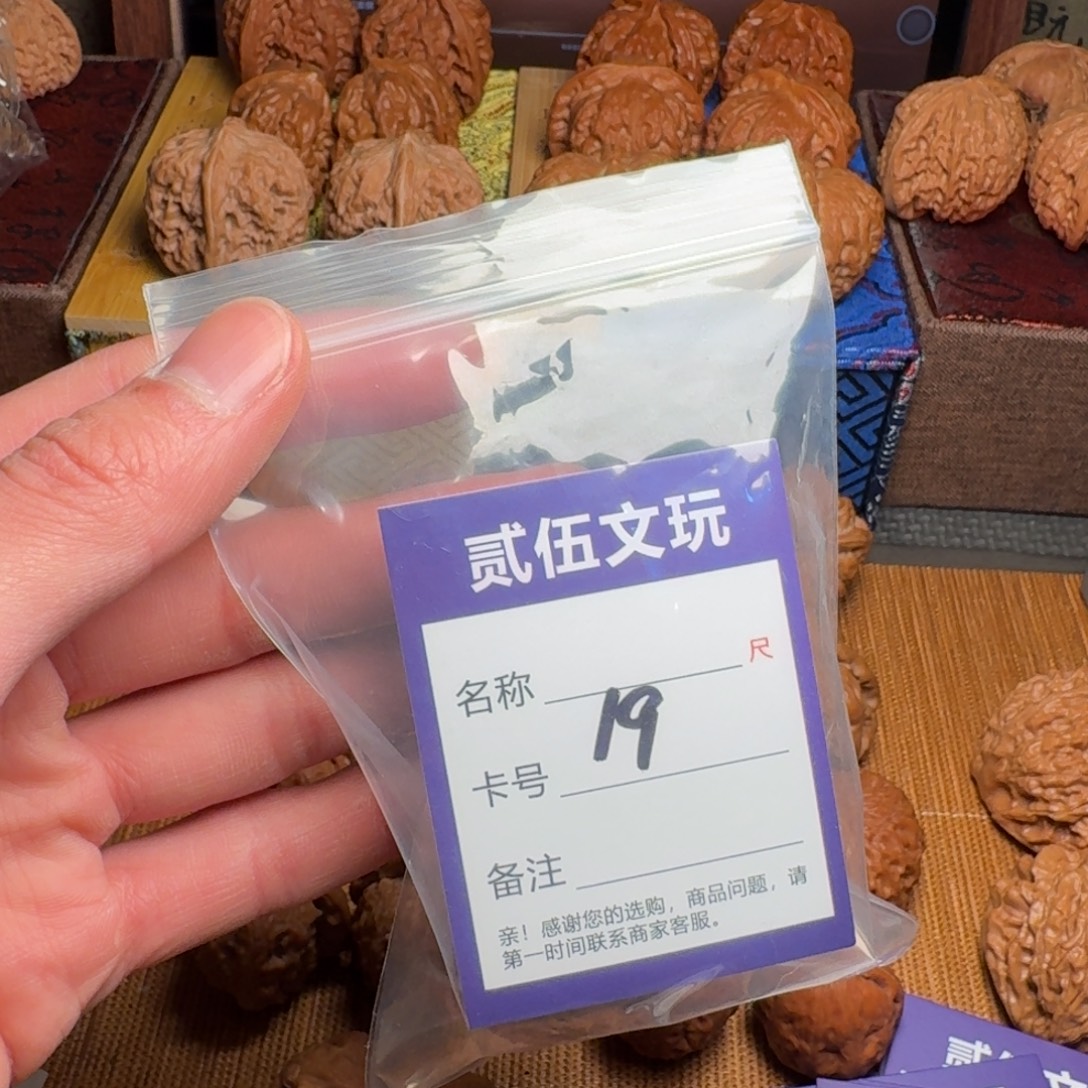 贰伍文玩
名称 尺
19
卡号
备注
亲！感谢您的选购，商品问题，请
第一时间联系商家客服。